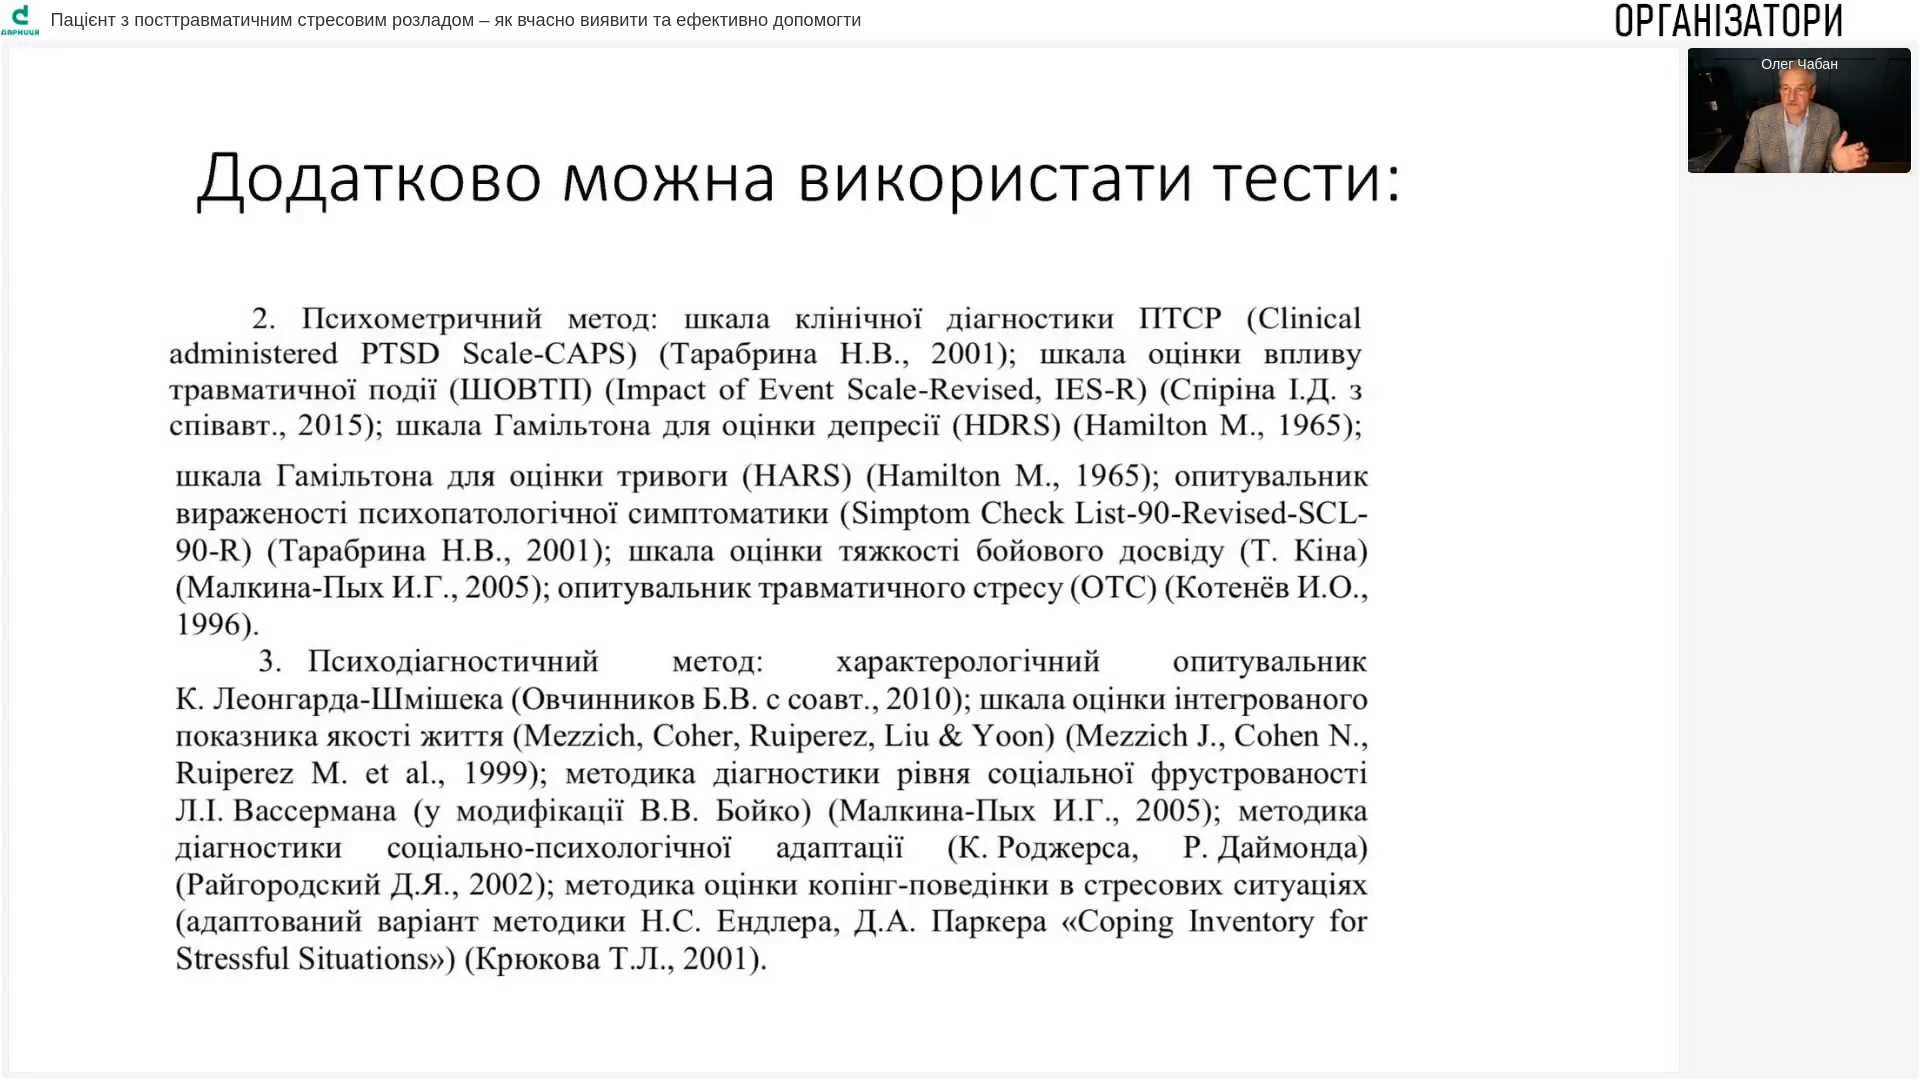 ДАРНИЦЯ
Пацієнт з посттравматичним стресовим розладом – як вчасно виявити та ефективно допомогти
ОРГАНІЗАТОРИ
Олег Чабан
Додатково можна використати тести:
2. Психометричний метод: шкала клінічної діагностики ПТСР (Clinical
administered PTSD Scale-CAPS) (Тарабрина Н.В., 2001); шкала оцінки впливу
травматичної події (ШОВТП) (Impact of Event Scale-Revised, IES-R) (Спіріна І.Д. з
співавт., 2015); шкала Гамільтона для оцінки депресії (HDRS) (Hamilton M., 1965);
шкала Гамільтона для оцінки тривоги (HARS) (Hamilton M., 1965); опитувальник
вираженості психопатологічної симптоматики (Simptom Check List-90-Revised-SCL-
90-R) (Тарабрина Н.В., 2001); шкала оцінки тяжкості бойового досвіду (Т. Кіна)
(Малкина-Пых И.Г., 2005); опитувальник травматичного стресу (ОТС) (Котенёв И.О.,
1996).
3. Психодіагностичний метод: характерологічний опитувальник
К. Леонгарда-Шмішека (Овчинников Б.В. с соавт., 2010); шкала оцінки інтегрованого
показника якості життя (Mezzich, Coher, Ruiperez, Liu & Yoon) (Mezzich J., Cohen N.,
Ruiperez M. et al., 1999); методика діагностики рівня соціальної фрустрованості
Л.І. Вассермана (у модифікації В.В. Бойко) (Малкина-Пых И.Г., 2005); методика
діагностики соціально-психологічної адаптації (К. Роджерса, Р. Даймонда)
(Райгородский Д.Я., 2002); методика оцінки копінг-поведінки в стресових ситуаціях
(адаптований варіант методики Н.С. Ендлера, Д.А. Паркера «Coping Inventory for
Stressful Situations») (Крюкова Т.Л., 2001).